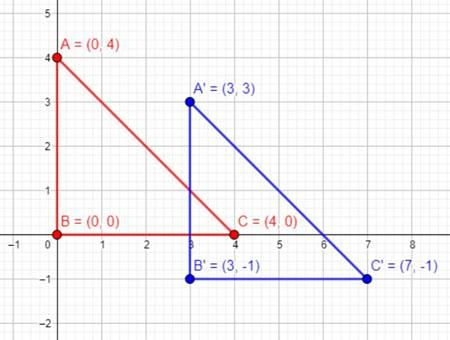 5
A = (0, 4)
4
A' = (3, 3)
3
2
1
B = (0, 0)
C = (4, 0)
−1
0
1
2
3
4
5
6
7
8
B' = (3, -1)
C' = (7, -1)
−1
−2